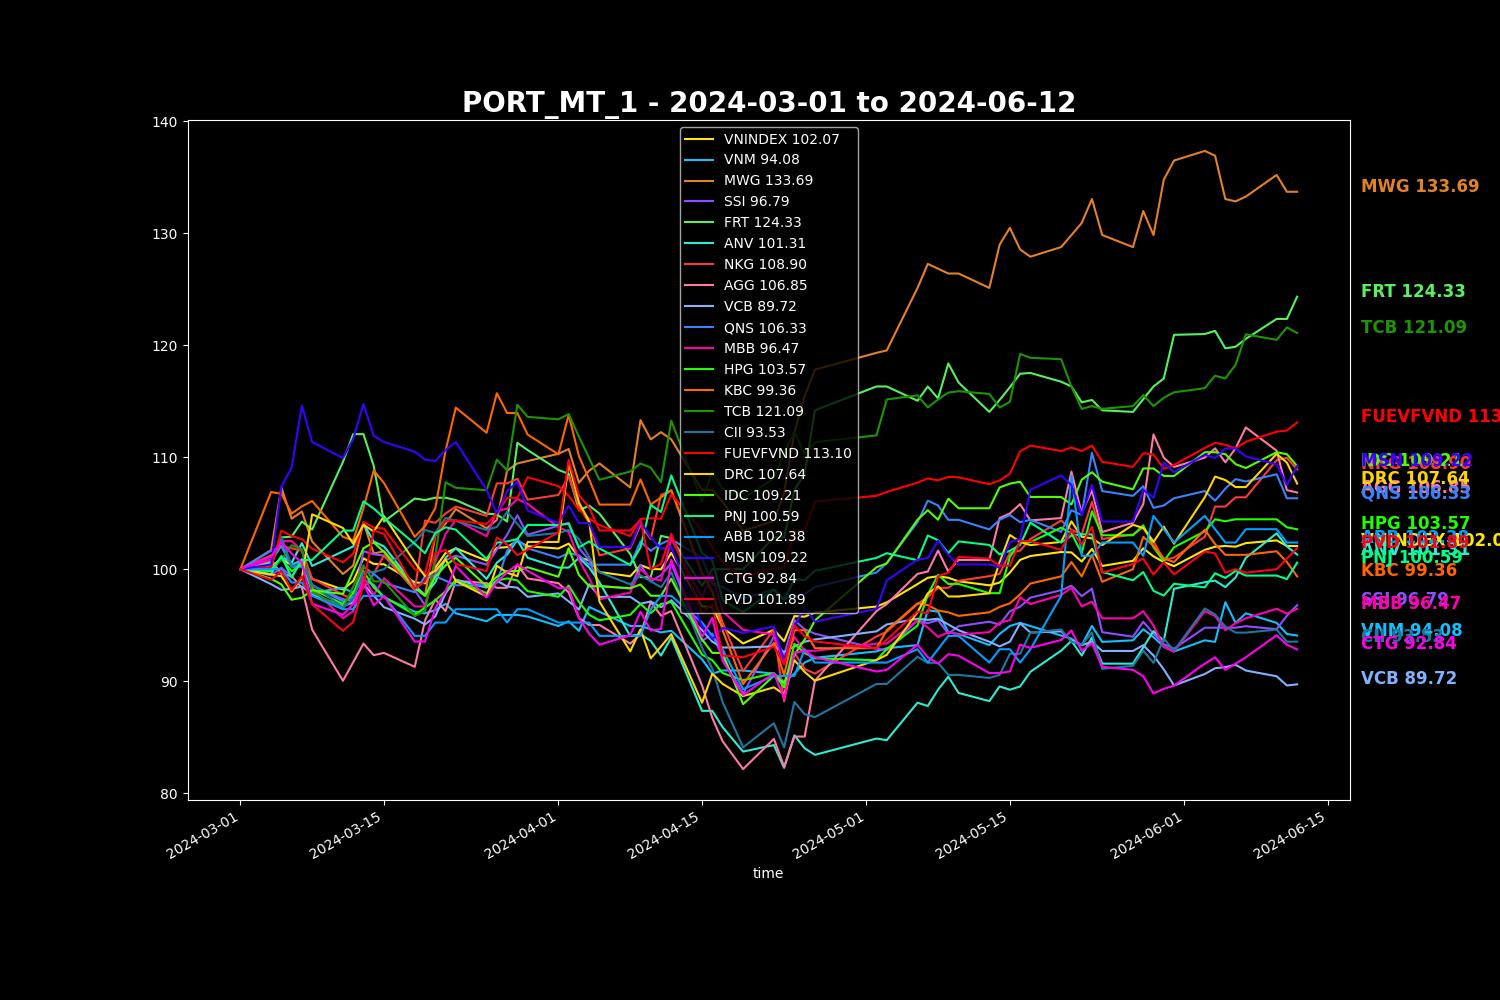 PORT_MT_1 - 2024-03-01 to 2024-06-12
140
130
120
110
100
90
80
VNINDEX 102.07
VNM 94.08
MWG 133.69
SSI 96.79
FRT 124.33
ANV 101.31
NKG 108.90
AGG 106.85
VCB 89.72
QNS 106.33
MBB 96.47
HPG 103.57
KBC 99.36
TCB 121.09
CII 93.53
FUEVFVND 113.10
DRC 107.64
IDC 109.21
PNJ 100.59
ABB 102.38
MSN 109.22
CTG 92.84
PVD 101.89
MWG 133.69
FRT 124.33
TCB 121.09
FUEVFVND 113
DRC 107.64
QNS 106.33
HPG 103.57
PNJ 100.59
KBC 99.36
MBB 96.47
VNM 94.08
CTG 92.84
VCB 89.72
2024-03-01
2024-03-15
2024-04-01
2024-04-15
2024-05-01
2024-05-15
2024-06-01
2024-06-15
time